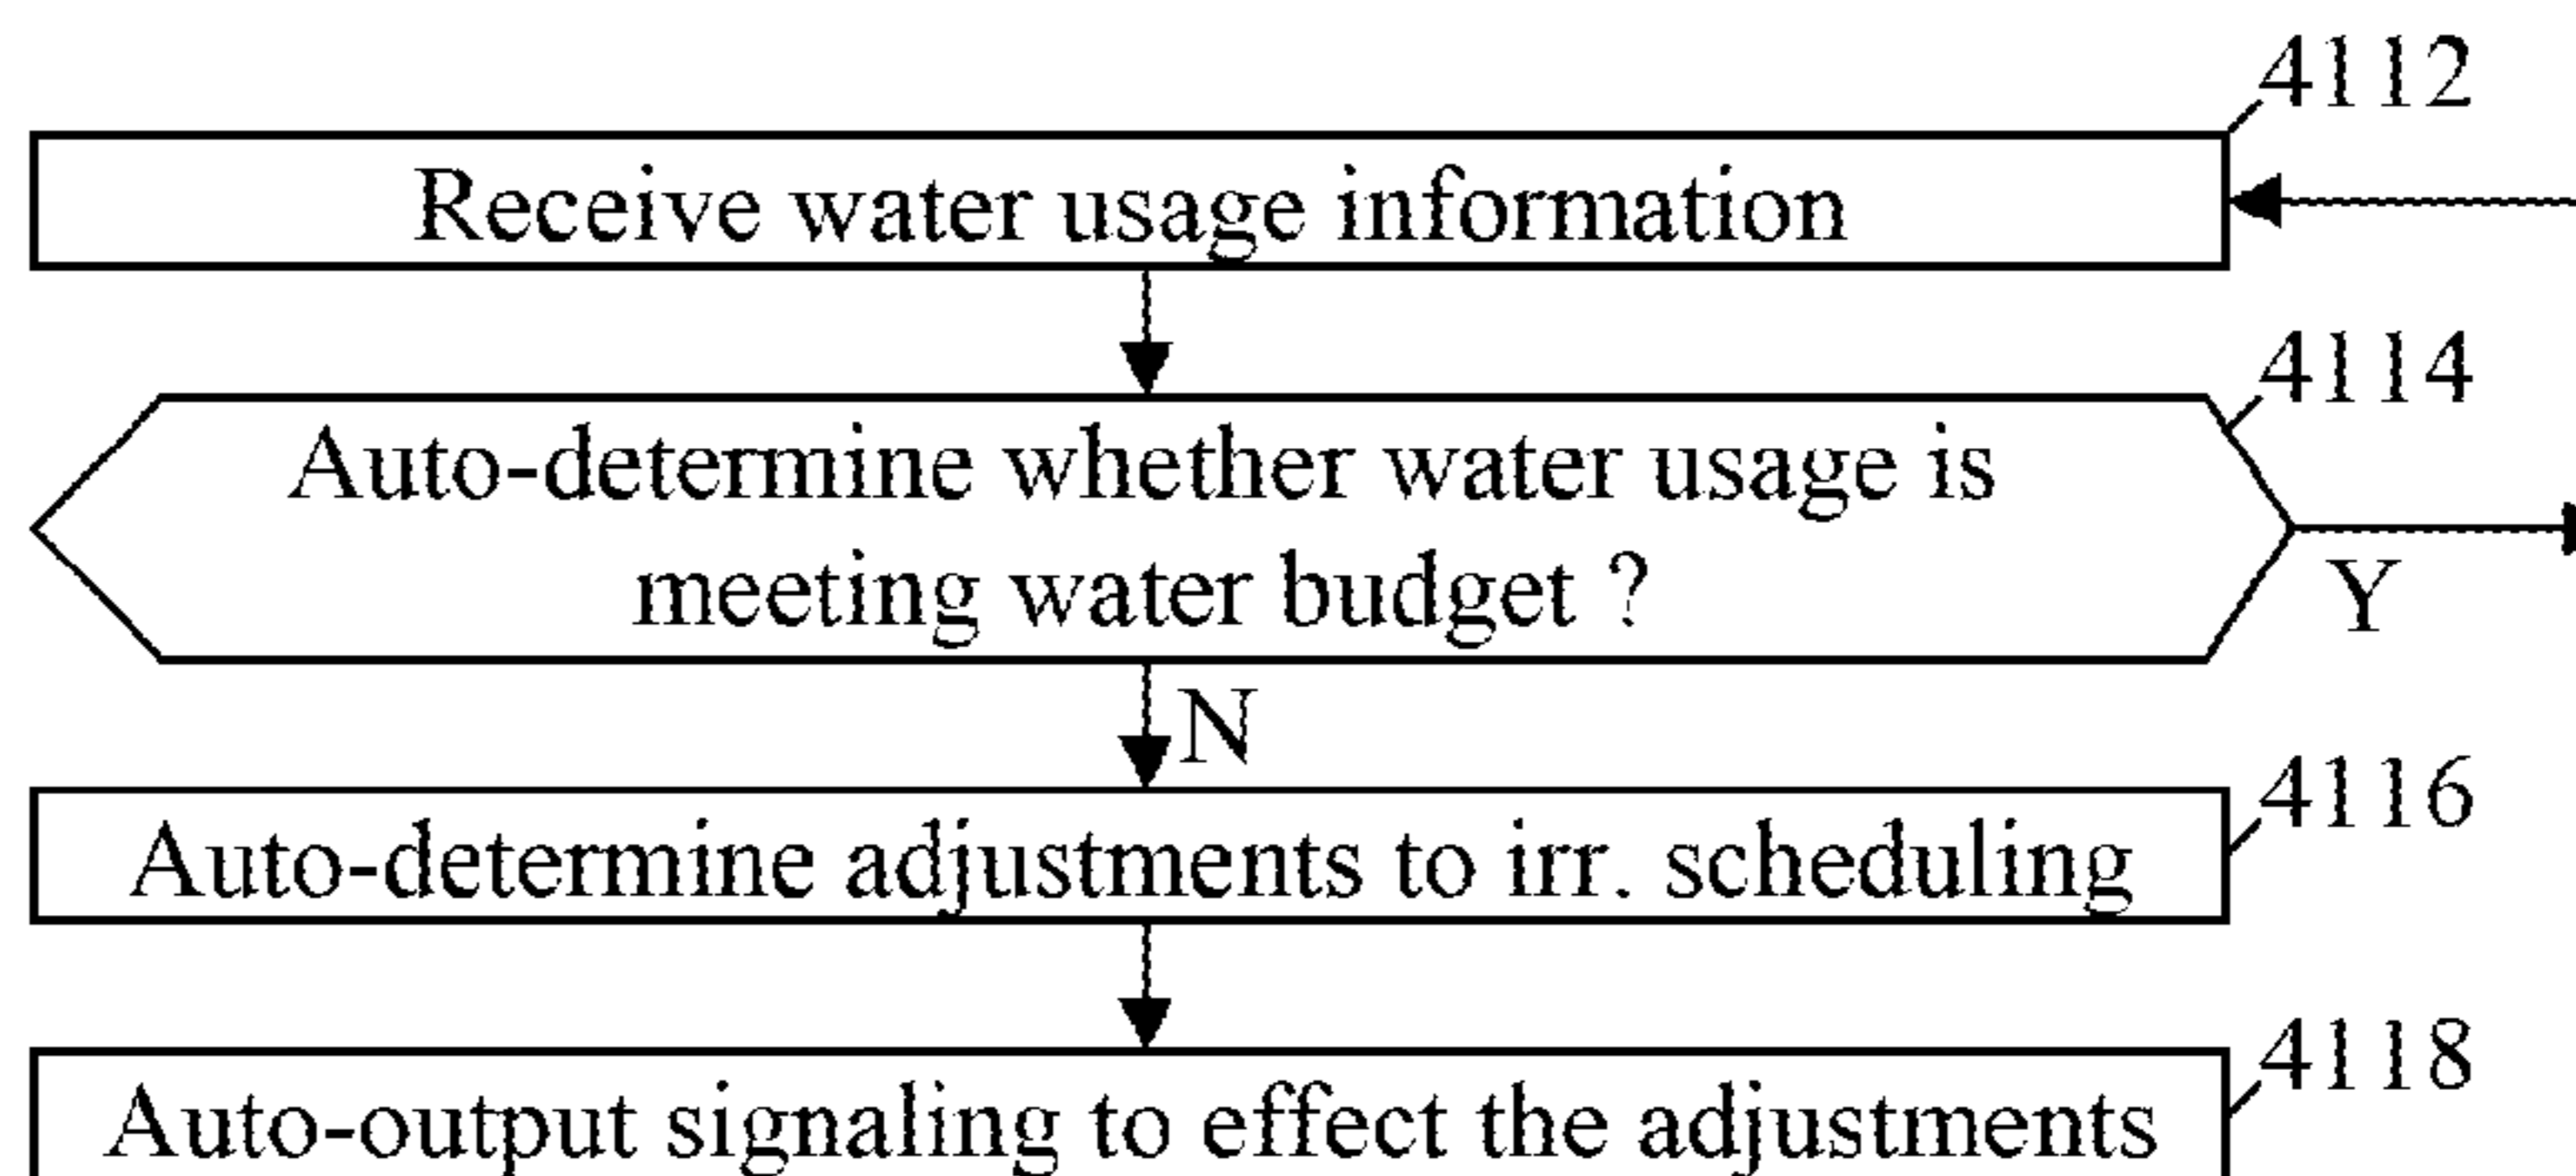 4112
Receive water usage information
4114
Auto-determine whether water usage is
meeting water budget ?
Y
N
4116
Auto-determine adjustments to irr. scheduling
4118
Auto-output signaling to effect the adjustments